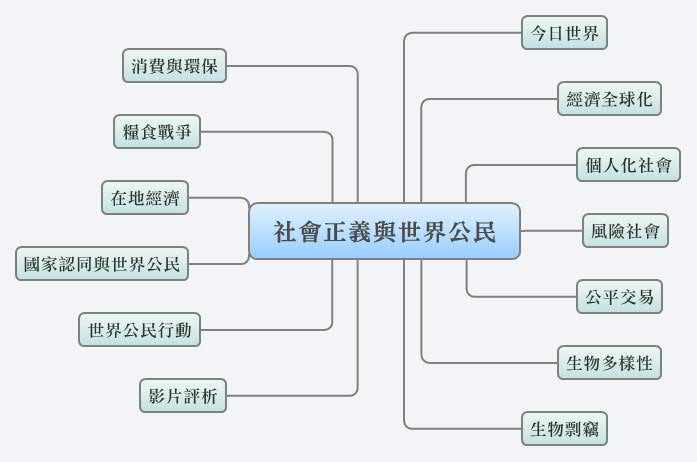 社會正義與世界公民
今日世界
經濟全球化
個人化社會
風險社會
公平交易
生物多樣性
生物剽竊
消費與環保
糧食戰爭
在地經濟
國家認同與世界公民
世界公民行動
影片評析